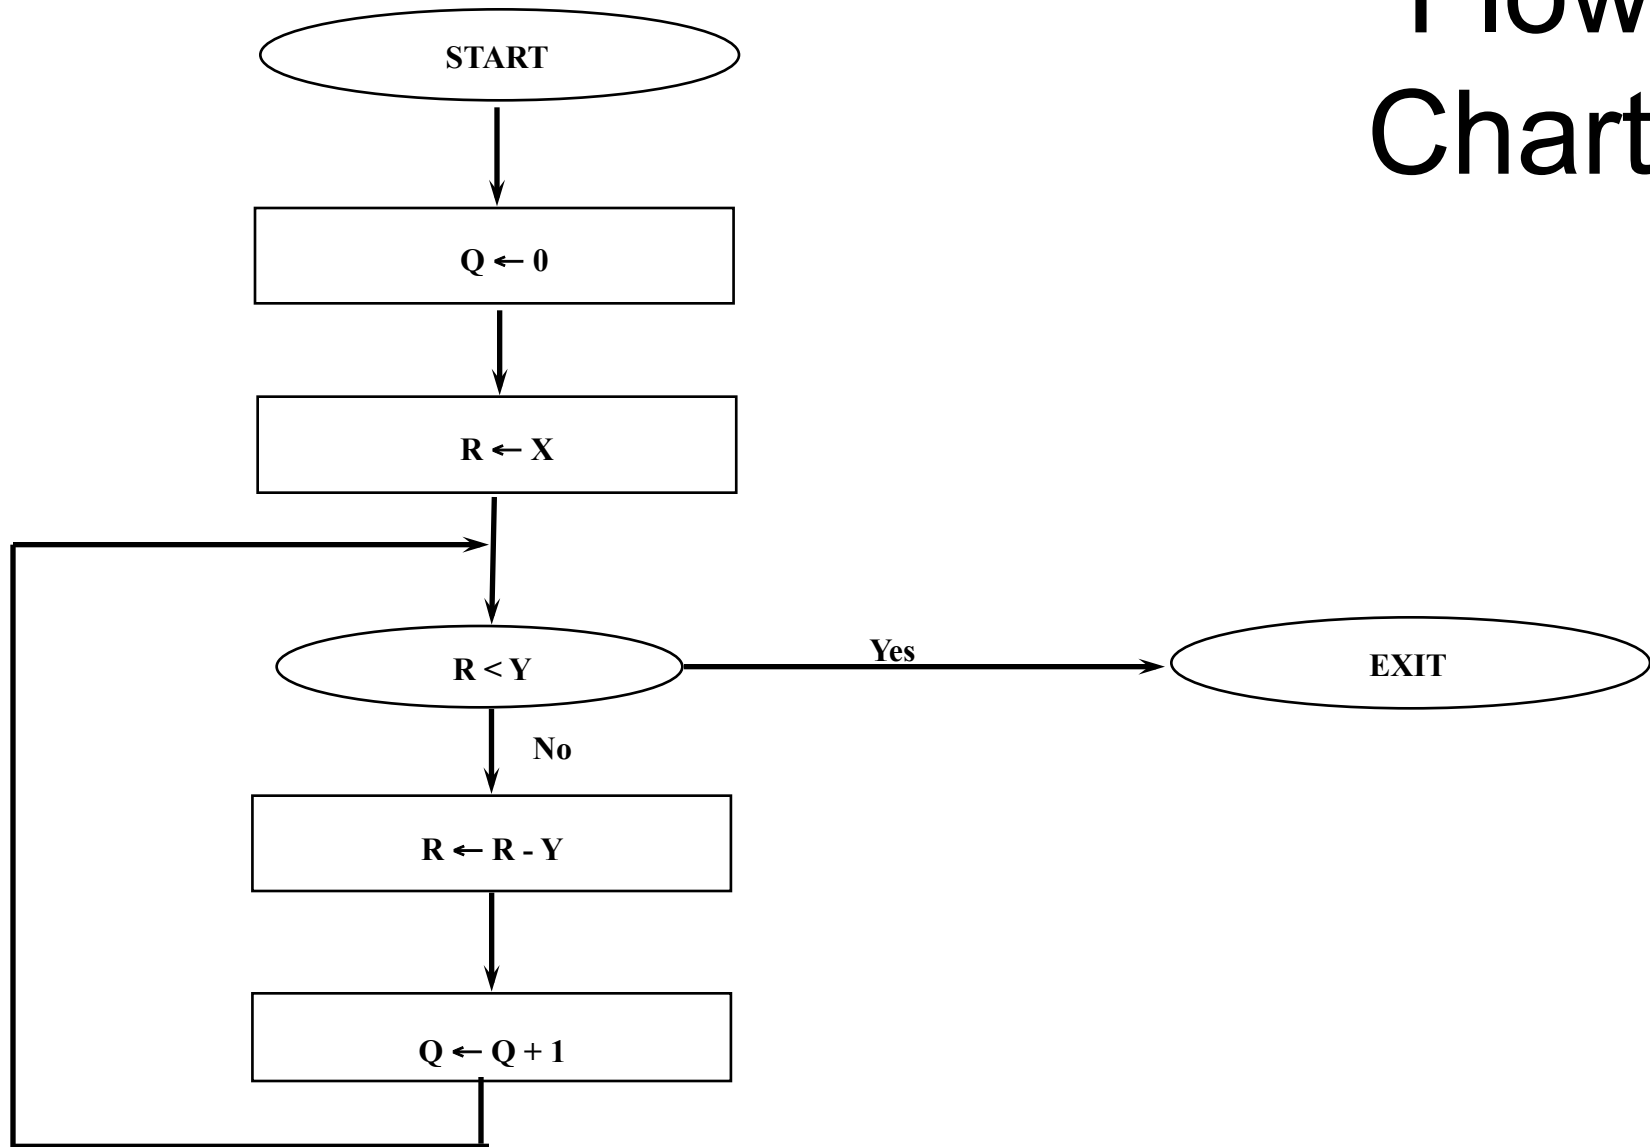 Flow
Chart
START
Q ← 0
R ← X
R < Y
Yes
EXIT
No
R ← R - Y
Q ← Q + 1